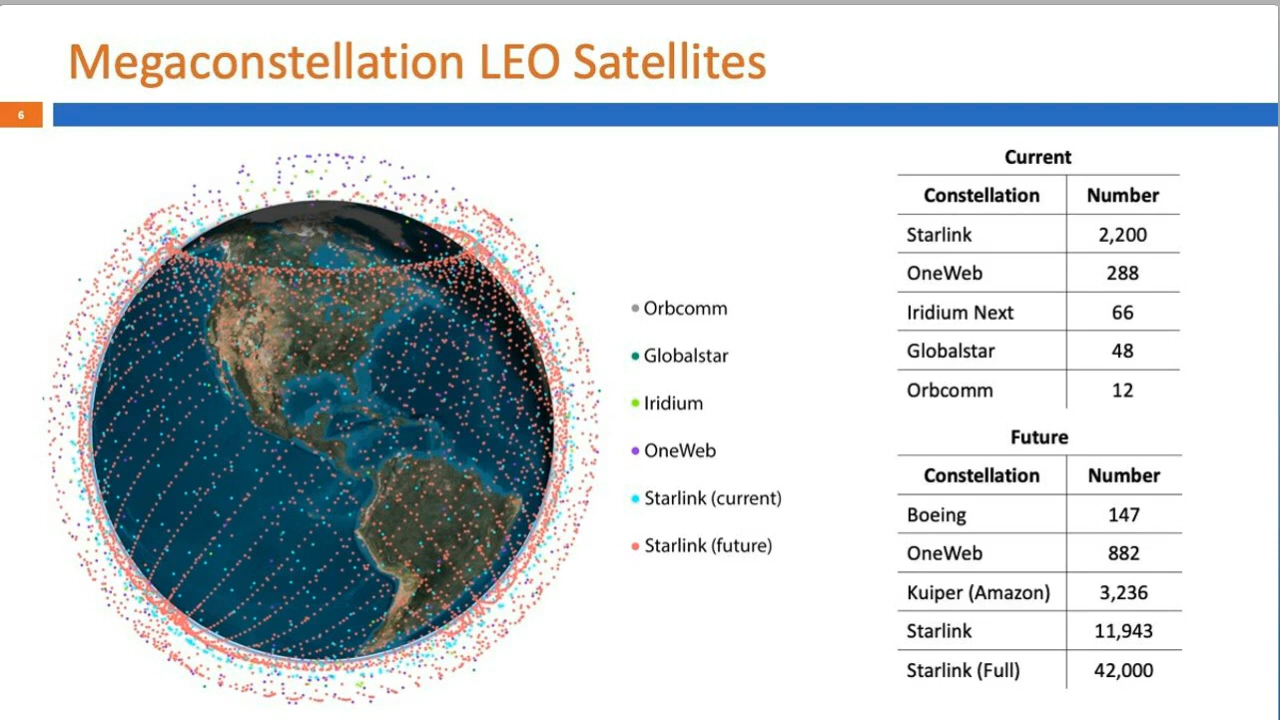 Megaconstellation LEO Satellites
6
Orbcomm
Globalstar
Iridium
OneWeb
Starlink (current)
Starlink (future)
Current
Constellation Number
Starlink 2,200
OneWeb 288
Iridium Next 66
Globalstar 48
Orbcomm 12
Future
Constellation Number
Boeing 147
OneWeb 882
Kuiper (Amazon) 3,236
Starlink 11,943
Starlink (Full) 42,000